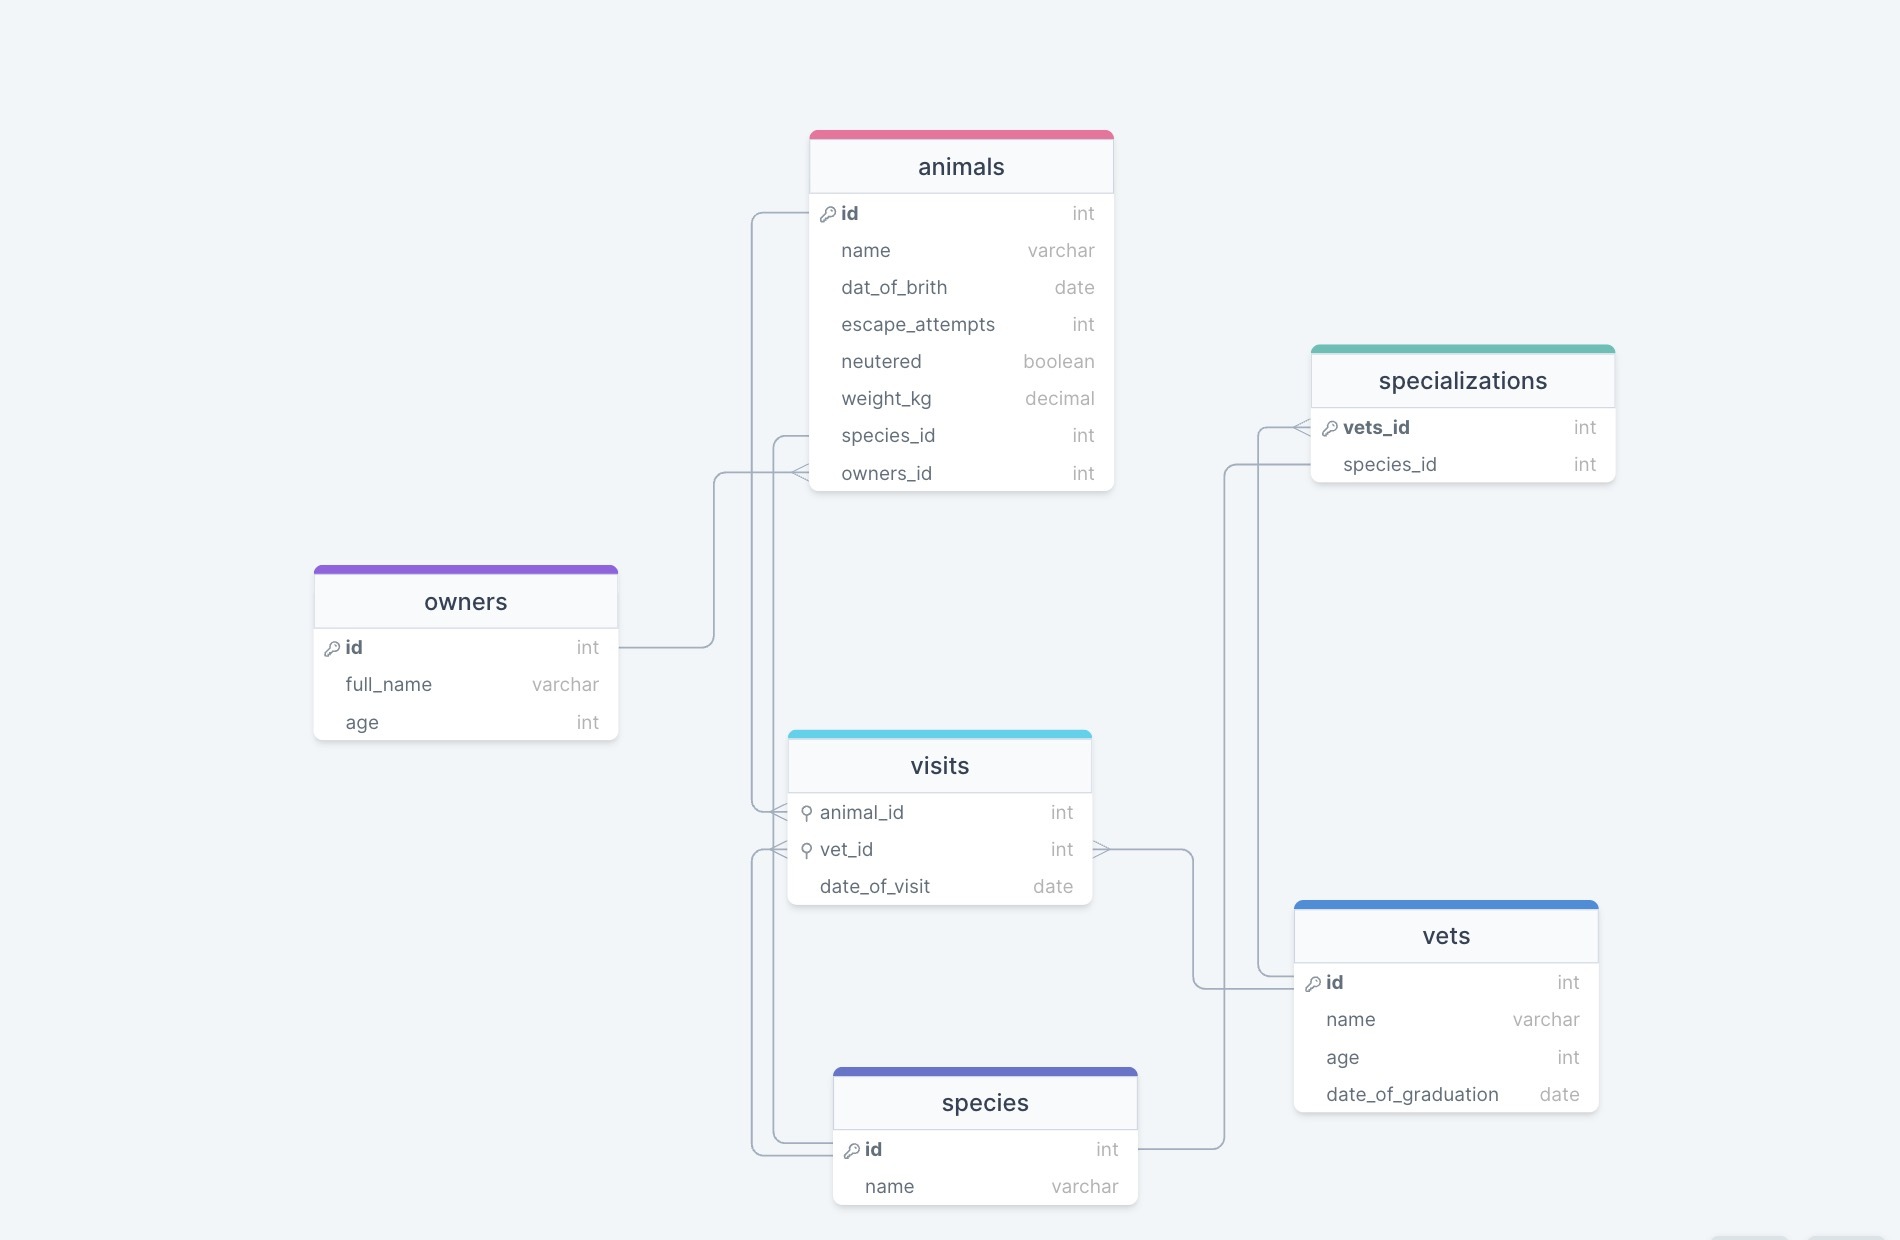 animals
id int
name varchar
dat_of_brith date
escape_attempts int
neutered boolean
weight_kg decimal
species_id int
owners_id int
specializations
vets_id int
species_id int
owners
id int
full_name varchar
age int
visits
animal_id int
vet_id int
date_of_visit date
vets
id int
name varchar
age int
date_of_graduation date
species
id int
name varchar